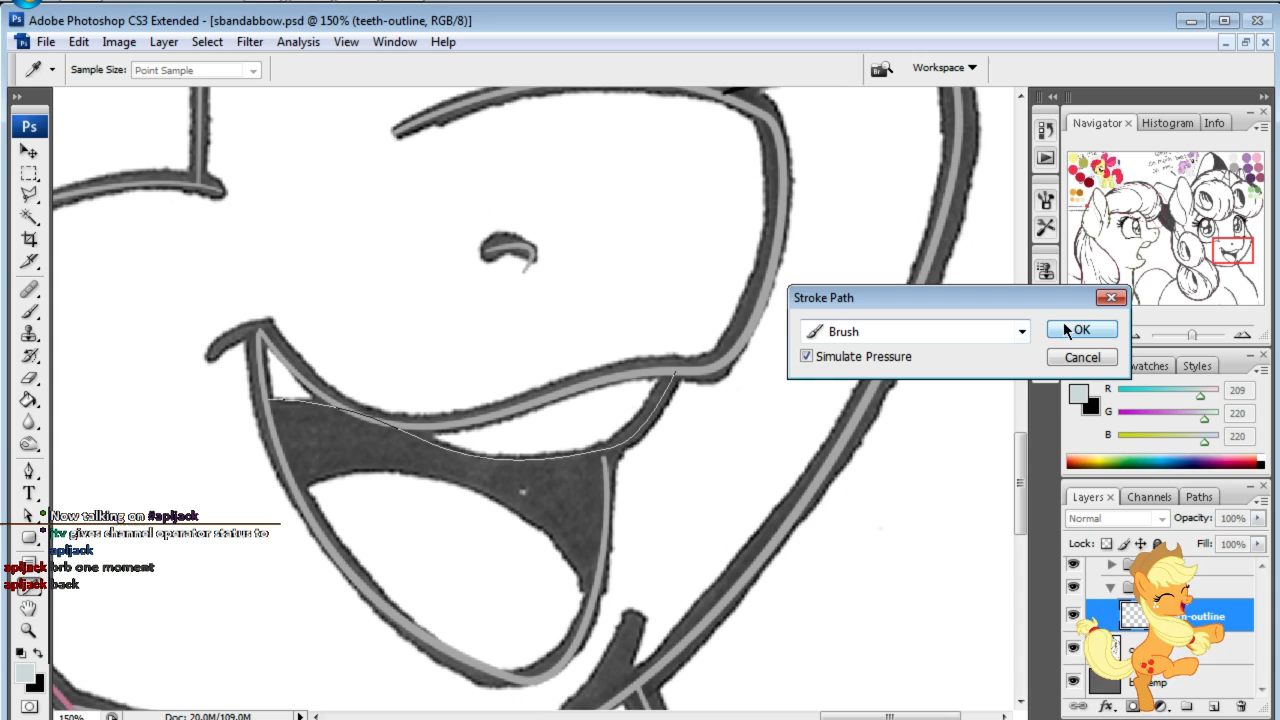 Adobe Photoshop CS3 Extended - [sbandabbow.psd @ 150% (teeth-outline, RGB/8)]
File Edit Image Layer Select Filter Analysis View Window Help
Sample Size: Point Sample
Workspace
Ps
Navigator Histogram Info
Stroke Path
Brush
OK
Simulate Pressure
Cancel
Styles
R 209
G 220
B 220
Layers Channels Paths
Normal Opacity: 100%
Lock: Fill: 100%
-outline
Now talking on #apljack
gives channel operator status to
apljack
apljack brb one moment
apljack back
150% Doc: 20.0M/109.0M